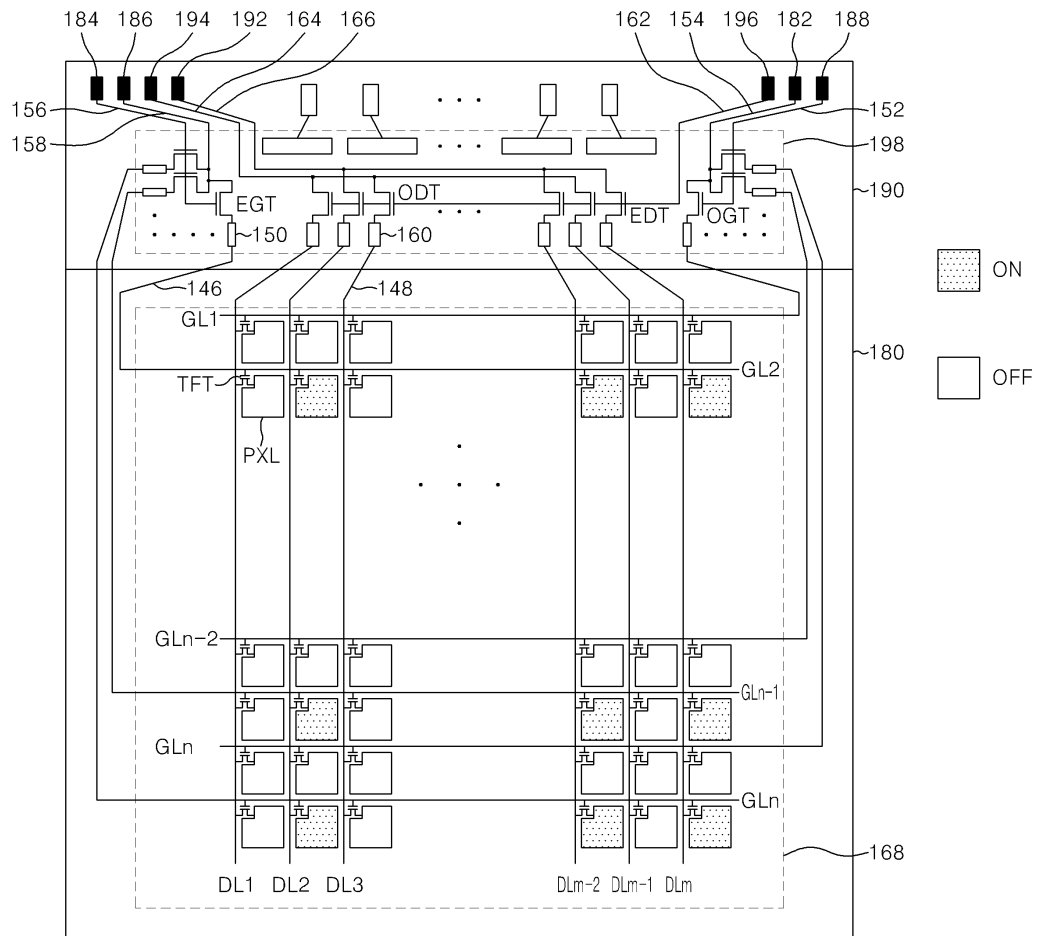 184 186 194 192 164 166 162 154 196 182 188
156 152
158 198
190
EGT ODT EDT OGT
150 160
ON
146 148
GL1
180
TFT GL2 OFF
PXL
GLn-2
GLn-1
GLn
GLn
168
DL1 DL2 DL3 DLm-2 DLm-1 DLm